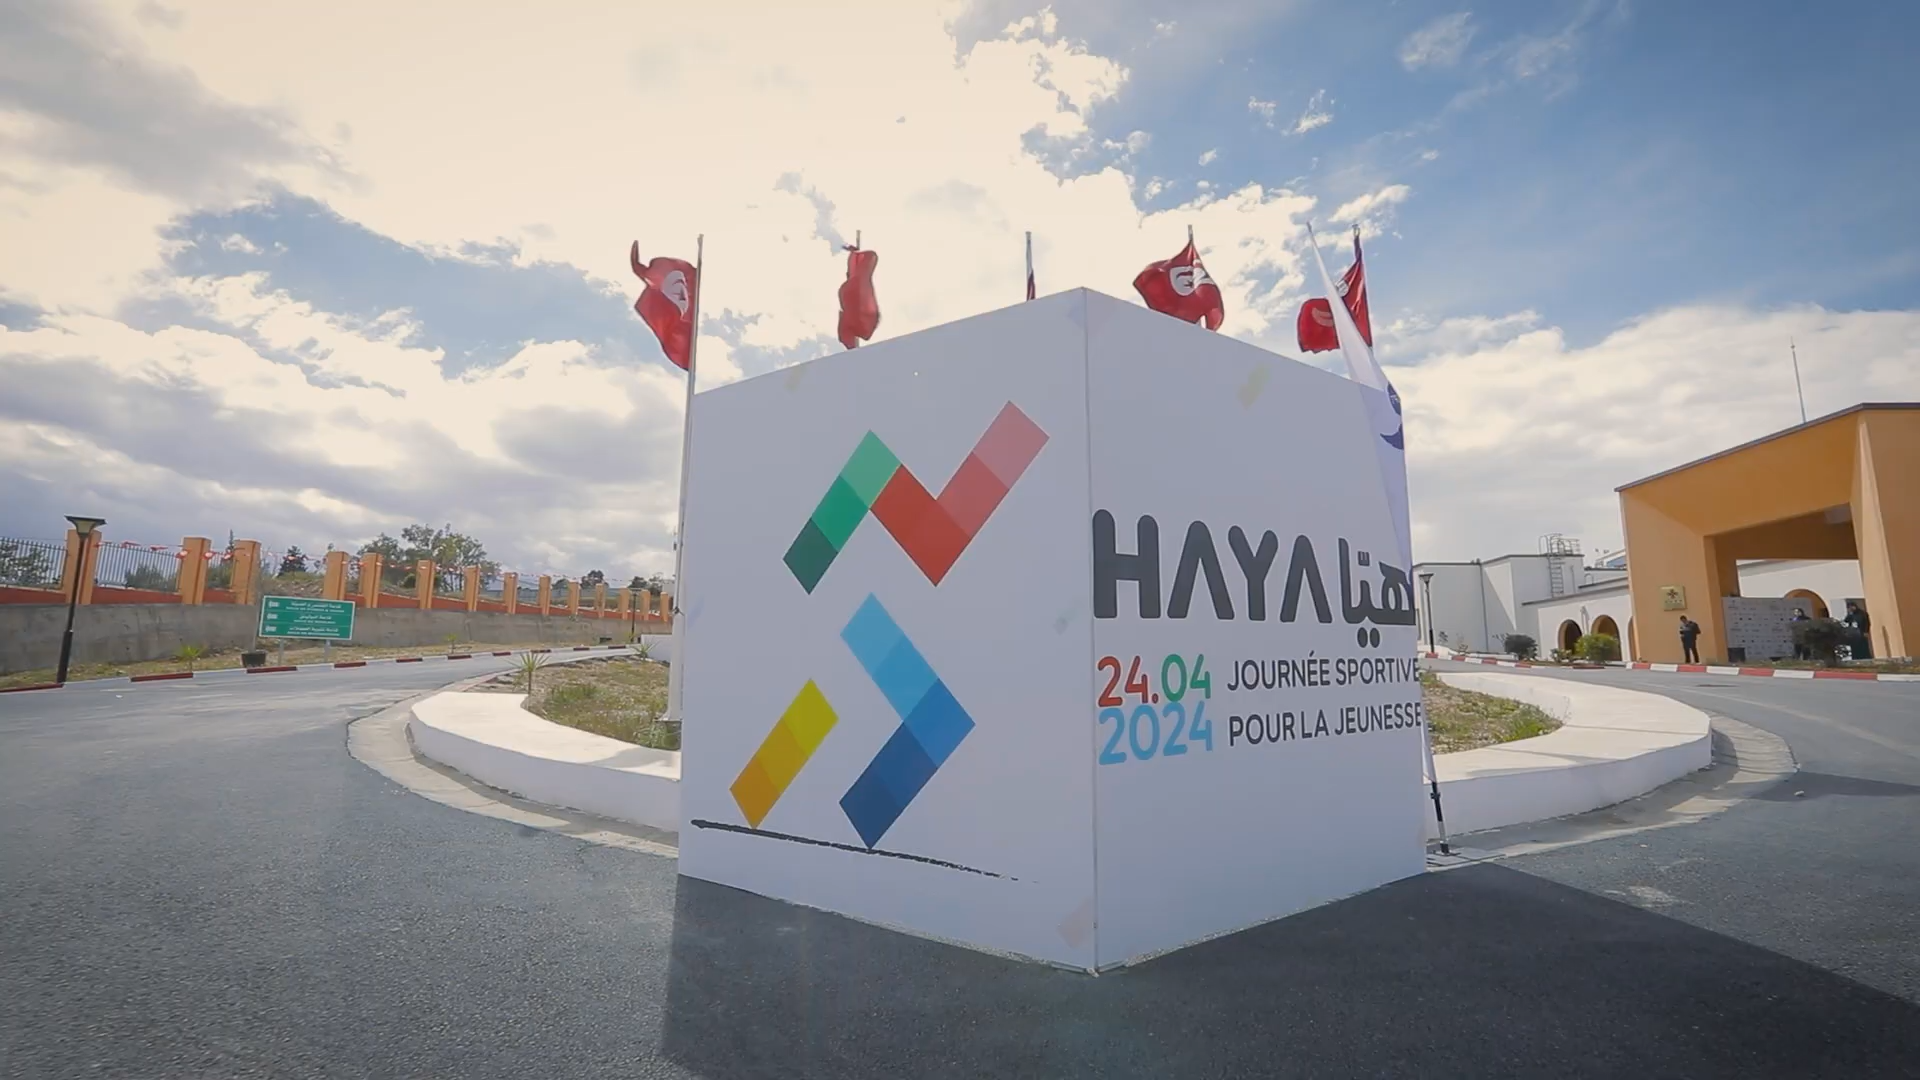 HAYA هيّا
24.04
2024
JOURNÉE SPORTIVE
POUR LA JEUNESSE